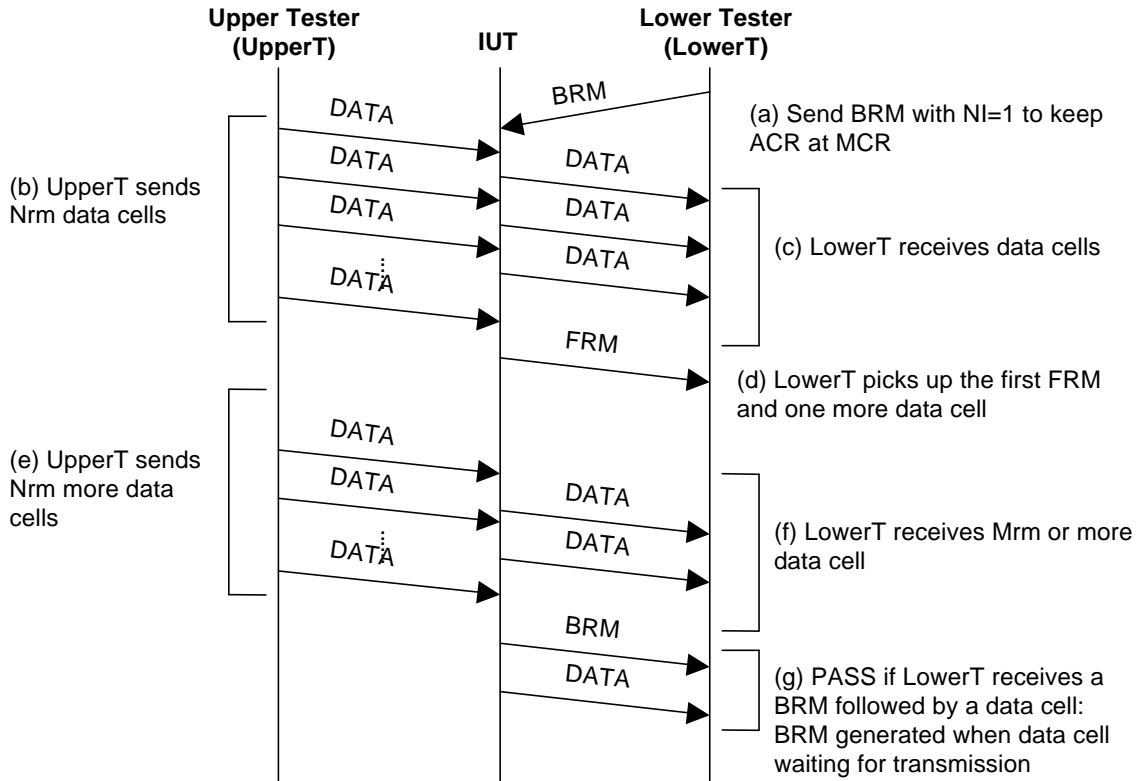 Upper Tester
(UpperT)
IUT
Lower Tester
(LowerT)
BRM
(a) Send BRM with NI=1 to keep
ACR at MCR
DATA
DATA
DATA
DATA
(b) UpperT sends
Nrm data cells
DATA
DATA
DATA
(c) LowerT receives data cells
FRM
(d) LowerT picks up the first FRM
and one more data cell
(e) UpperT sends
Nrm more data
cells
DATA
DATA
DATA
DATA
DATA
(f) LowerT receives Mrm or more
data cell
BRM
DATA
(g) PASS if LowerT receives a
BRM followed by a data cell:
BRM generated when data cell
waiting for transmission